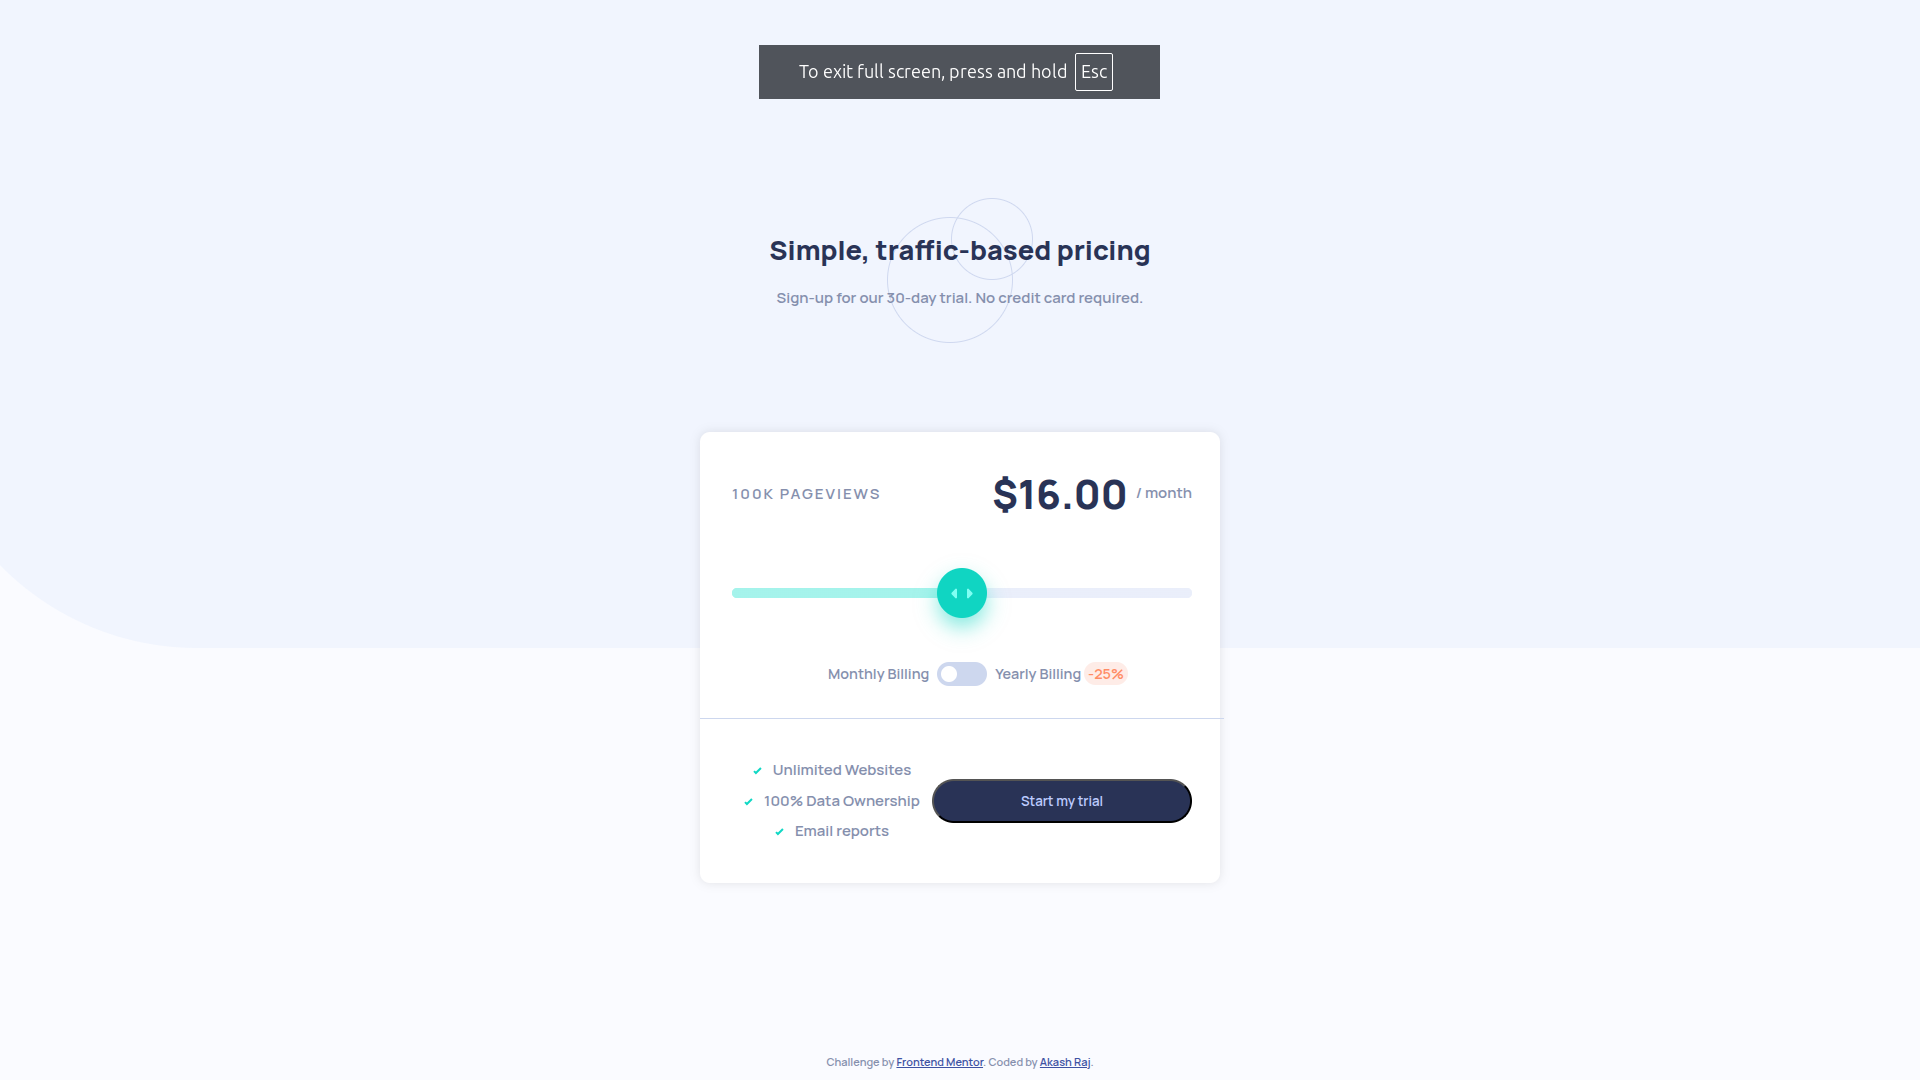 To exit full screen, press and hold Esc
Simple, traffic-based pricing
Sign-up for our 30-day trial. No credit card required.
100K PAGEVIEWS
$16.00 / month
Monthly Billing
Yearly Billing -25%
Unlimited Websites
100% Data Ownership
Email reports
Start my trial
Challenge by Frontend Mentor. Coded by Akash Raj.